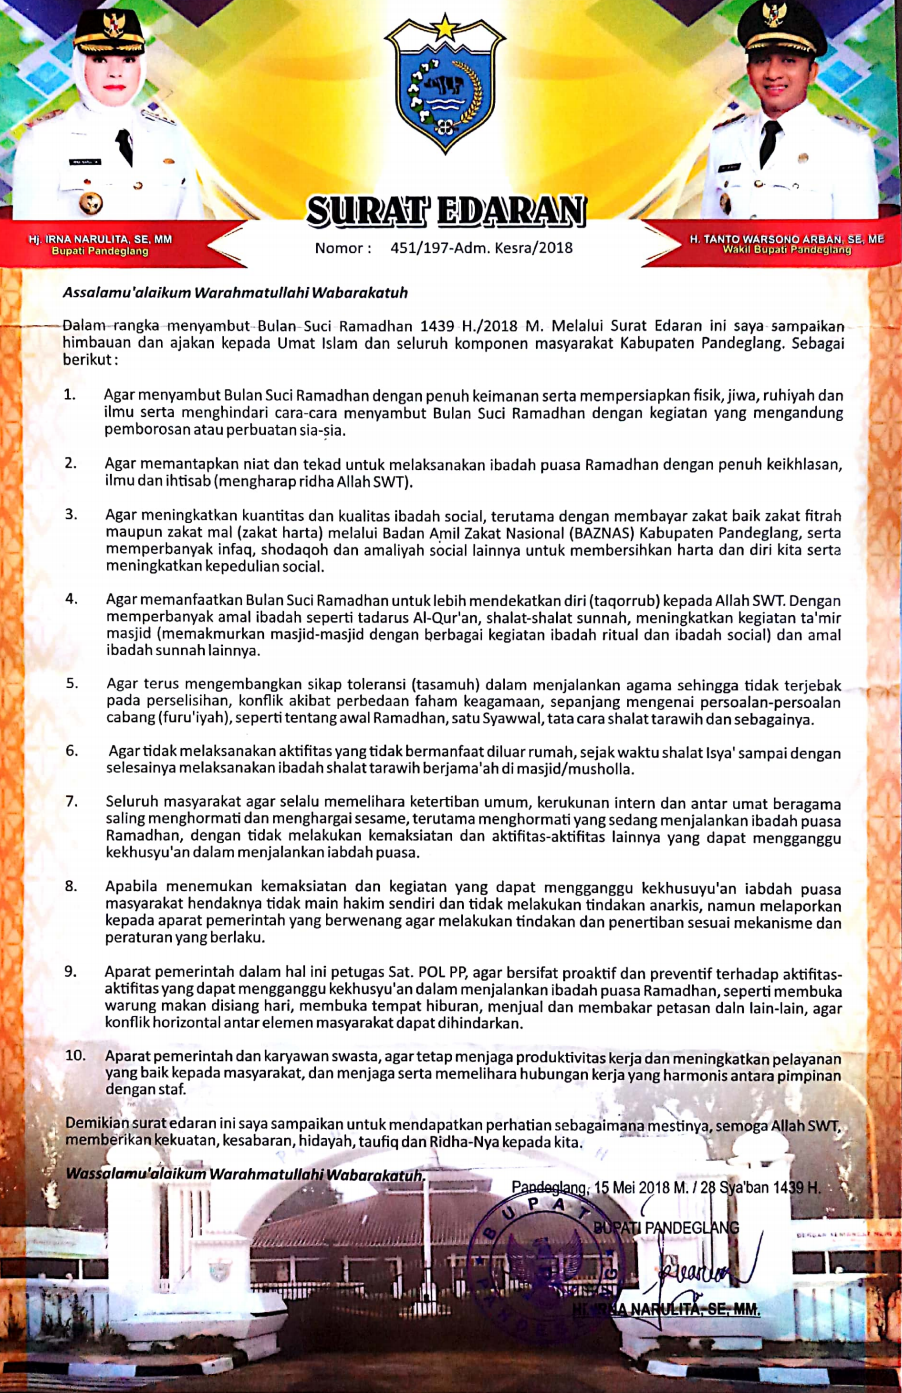 SURAT EDARAN
Nomor : 451/197-Adm. Kesra/2018
Hj. IRNA NARULITA, SE, MM
Bupati Pandeglang
H. TANTO WARSONO ARBAN, SE, ME
Wakil Bupati Pandeglang
Assalamu'alaikum Warahmatullahi Wabarakatuh
Dalam rangka menyambut Bulan Suci Ramadhan 1439 H./2018 M. Melalui Surat Edaran ini saya sampaikan
himbauan dan ajakan kepada Umat Islam dan seluruh komponen masyarakat Kabupaten Pandeglang. Sebagai
berikut :
1. Agar menyambut Bulan Suci Ramadhan dengan penuh keimanan serta mempersiapkan fisik, jiwa, ruhiyah dan
ilmu serta menghindari cara-cara menyambut Bulan Suci Ramadhan dengan kegiatan yang mengandung
pemborosan atau perbuatan sia-sia.
2. Agar memantapkan niat dan tekad untuk melaksanakan ibadah puasa Ramadhan dengan penuh keikhlasan,
ilmu dan ihtisab (mengharap ridha Allah SWT).
3. Agar meningkatkan kuantitas dan kualitas ibadah social, terutama dengan membayar zakat baik zakat fitrah
maupun zakat mal (zakat harta) melalui Badan Amil Zakat Nasional (BAZNAS) Kabupaten Pandeglang, serta
memperbanyak infaq, shodaqoh dan amaliyah social lainnya untuk membersihkan harta dan diri kita serta
meningkatkan kepedulian social.
4. Agar memanfaatkan Bulan Suci Ramadhan untuk lebih mendekatkan diri (taqorrub) kepada Allah SWT. Dengan
memperbanyak amal ibadah seperti tadarus Al-Qur'an, shalat-shalat sunnah, meningkatkan kegiatan ta'mir
masjid (memakmurkan masjid-masjid dengan berbagai kegiatan ibadah ritual dan ibadah social) dan amal
ibadah sunnah lainnya.
5. Agar terus mengembangkan sikap toleransi (tasamuh) dalam menjalankan agama sehingga tidak terjebak
pada perselisihan, konflik akibat perbedaan faham keagamaan, sepanjang mengenai persoalan-persoalan
cabang (furu'iyah), seperti tentang awal Ramadhan, satu Syawwal, tata cara shalat tarawih dan sebagainya.
6. Agar tidak melaksanakan aktifitas yang tidak bermanfaat diluar rumah, sejak waktu shalat Isya' sampai dengan
selesainya melaksanakan ibadah shalat tarawih berjama'ah di masjid/musholla.
7. Seluruh masyarakat agar selalu memelihara ketertiban umum, kerukunan intern dan antar umat beragama
saling menghormati dan menghargai sesame, terutama menghormati yang sedang menjalankan ibadah puasa
Ramadhan, dengan tidak melakukan kemaksiatan dan aktifitas-aktifitas lainnya yang dapat mengganggu
kekhusyu'an dalam menjalankan iabdah puasa.
8. Apabila menemukan kemaksiatan dan kegiatan yang dapat mengganggu kekhusuyu'an iabdah puasa
masyarakat hendaknya tidak main hakim sendiri dan tidak melakukan tindakan anarkis, namun melaporkan
kepada aparat pemerintah yang berwenang agar melakukan tindakan dan penertiban sesuai mekanisme dan
peraturan yang berlaku.
9. Aparat pemerintah dalam hal ini petugas Sat. POL PP, agar bersifat proaktif dan preventif terhadap aktifitas-
aktifitas yang dapat mengganggu kekhusyu'an dalam menjalankan ibadah puasa Ramadhan, seperti membuka
warung makan disiang hari, membuka tempat hiburan, menjual dan membakar petasan daln lain-lain, agar
konflik horizontal antar elemen masyarakat dapat dihindarkan.
10. Aparat pemerintah dan karyawan swasta, agar tetap menjaga produktivitas kerja dan meningkatkan pelayanan
yang baik kepada masyarakat, dan menjaga serta memelihara hubungan kerja yang harmonis antara pimpinan
dengan staf.
Demikian surat edaran ini saya sampaikan untuk mendapatkan perhatian sebagaimana mestinya, semoga Allah SWT,
memberikan kekuatan, kesabaran, hidayah, taufiq dan Ridha-Nya kepada kita.
Wassalamu'alaikum Warahmatullahi Wabarakatuh.
Pandeglang, 15 Mei 2018 M. / 28 Sya'ban 1439 H.
BUPATI PANDEGLANG
BUPATI
PANDEGLANG
NARULITA, SE, MM.